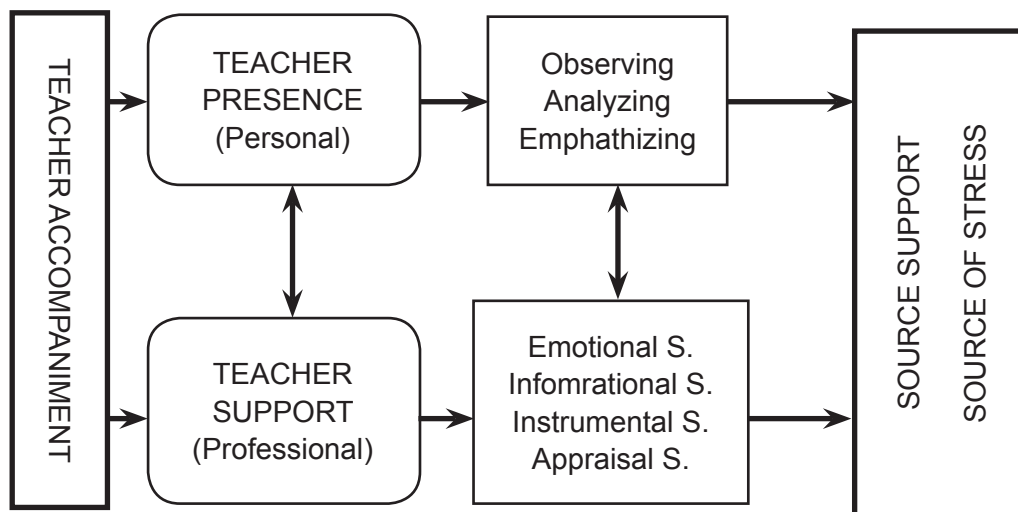 TEACHER ACCOMPANIMENT
TEACHER
PRESENCE
(Personal)
Observing
Analyzing
Emphathizing
TEACHER
SUPPORT
(Professional)
Emotional S.
Infomrational S.
Instrumental S.
Appraisal S.
SOURCE SUPPORT
SOURCE OF STRESS